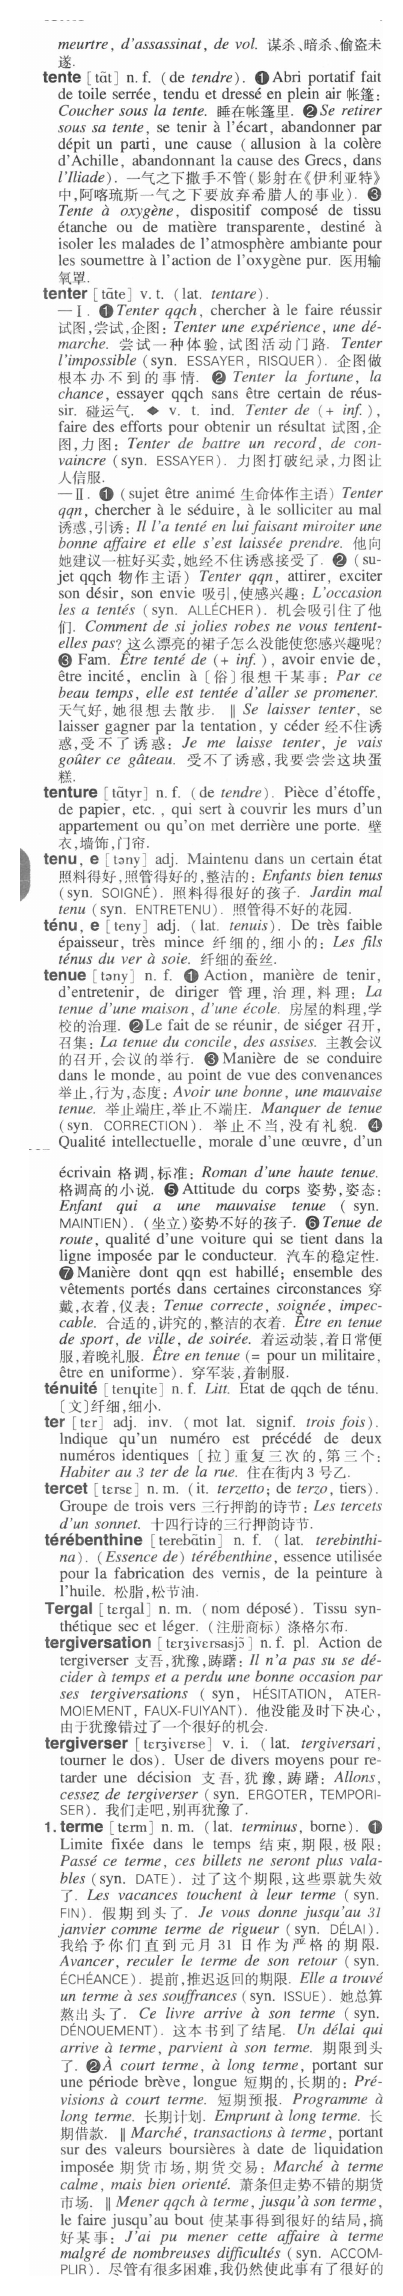 meurtre, d'assassinat, de vol. 谋杀、暗杀、偷盗未
遂.
tente [tãt] n. f. (de tendre). ❶Abri portatif fait
de toile serrée, tendu et dressé en plein air 帐篷:
Coucher sous la tente. 睡在帐篷里. ❷Se retirer
sous sa tente, se tenir à l'écart, abandonner par
dépit un parti, une cause (allusion à la colère
d'Achille, abandonnant la cause des Grecs, dans
l'Iliade). 一气之下撒手不管(影射在《伊利亚特》
中,阿喀琉斯一气之下要放弃希腊人的事业). ❸
Tente à oxygène, dispositif composé de tissu
étanche ou de matière transparente, destiné à
isoler les malades de l'atmosphère ambiante pour
les soumettre à l'action de l'oxygène pur. 医用输
氧罩.
tenter [tãte] v. t. (lat. tentare).
—Ⅰ. ❶Tenter qqch, chercher à le faire réussir
试图,尝试,企图: Tenter une expérience, une dé-
marche. 尝试一种体验,试图活动门路. Tenter
l'impossible (syn. ESSAYER, RISQUER). 企图做
根本办不到的事情. ❷ Tenter la fortune, la
chance, essayer qqch sans être certain de réus-
sir. 碰运气. ◆ v. t. ind. Tenter de (+ inf.),
faire des efforts pour obtenir un résultat 试图,企
图,力图: Tenter de battre un record, de con-
vaincre (syn. ESSAYER). 力图打破纪录,力图让
人信服.
—Ⅱ. ❶ (sujet être animé 生命体作主语) Tenter
qqn, chercher à le séduire, à le solliciter au mal
诱惑,引诱: Il l'a tenté en lui faisant miroiter une
bonne affaire et elle s'est laissée prendre. 他向
她建议一桩好买卖,她经不住诱惑接受了. ❷ (su-
jet qqch 物作主语) Tenter qqn, attirer, exciter
son désir, son envie 吸引,使感兴趣: L'occasion
les a tentés (syn. ALLÉCHER). 机会吸引住了他
们. Comment de si jolies robes ne vous tentent-
elles pas? 这么漂亮的裙子怎么没能使您感兴趣呢?
❸ Fam. Être tenté de (+ inf.), avoir envie de,
être incité, enclin à 〔俗〕很想干某事: Par ce
beau temps, elle est tentée d'aller se promener.
天气好,她很想去散步. ‖ Se laisser tenter, se
laisser gagner par la tentation, y céder 经不住诱
惑,受不了诱惑: Je me laisse tenter, je vais
goûter ce gâteau. 受不了诱惑,我要尝尝这块蛋
糕.
tenture [tãtyr] n. f. (de tendre). Pièce d'étoffe,
de papier, etc., qui sert à couvrir les murs d'un
appartement ou qu'on met derrière une porte. 壁
衣,墙饰,门帘.
tenu, e [təny] adj. Maintenu dans un certain état
照料得好,照管得好的,整洁的: Enfants bien tenus
(syn. SOIGNÉ). 照料得很好的孩子. Jardin mal
tenu (syn. ENTRETENU). 照管得不好的花园.
ténu, e [teny] adj. (lat. tenuis). De très faible
épaisseur, très mince 纤细的,细小的: Les fils
ténus du ver à soie. 纤细的蚕丝.
tenue [təny] n. f. ❶ Action, manière de tenir,
d'entretenir, de diriger 管理,治理,料理: La
tenue d'une maison, d'une école. 房屋的料理,学
校的治理. ❷Le fait de se réunir, de siéger 召开,
召集: La tenue du concile, des assises. 主教会议
的召开,会议的举行. ❸Manière de se conduire
dans le monde, au point de vue des convenances
举止,行为,态度: Avoir une bonne, une mauvaise
tenue. 举止端庄,举止不端庄. Manquer de tenue
(syn. CORRECTION). 举止不当,没有礼貌. ❹
Qualité intellectuelle, morale d'une œuvre, d'un
écrivain 格调,标准: Roman d'une haute tenue.
格调高的小说. ❺Attitude du corps 姿势,姿态:
Enfant qui a une mauvaise tenue (syn.
MAINTIEN). (坐立)姿势不好的孩子. ❻Tenue de
route, qualité d'une voiture qui se tient dans la
ligne imposée par le conducteur. 汽车的稳定性.
❼Manière dont qqn est habillé; ensemble des
vêtements portés dans certaines circonstances 穿
戴,衣着,仪表: Tenue correcte, soignée, impec-
cable. 合适的,讲究的,整洁的衣着. Être en tenue
de sport, de ville, de soirée. 着运动装,着日常便
服,着晚礼服. Être en tenue (= pour un militaire,
être en uniforme). 穿军装,着制服.
ténuité [tenɥite] n. f. Litt. État de qqch de ténu.
〔文〕纤细,细小.
ter [tɛr] adj. inv. (mot lat. signif. trois fois).
Indique qu'un numéro est précédé de deux
numéros identiques 〔拉〕重复三次的,第三个:
Habiter au 3 ter de la rue. 住在街内3号乙.
tercet [tɛrsɛ] n. m. (it. terzetto; de terzo, tiers).
Groupe de trois vers 三行押韵的诗节: Les tercets
d'un sonnet. 十四行诗的三行押韵诗节.
térébenthine [terebãtin] n. f. (lat. terebinthi-
na). (Essence de) térébenthine, essence utilisée
pour la fabrication des vernis, de la peinture à
l'huile. 松脂,松节油.
Tergal [tɛrgal] n. m. (nom déposé). Tissu syn-
thétique sec et léger. (注册商标) 涤格尔布.
tergiversation [tɛrʒivɛrsasjɔ̃] n. f. pl. Action de
tergiverser 支吾,犹豫,踌躇: Il n'a pas su se dé-
cider à temps et a perdu une bonne occasion par
ses tergiversations (syn, HÉSITATION, ATER-
MOIEMENT, FAUX-FUIYANT). 他没能及时下决心,
由于犹豫错过了一个很好的机会.
tergiverser [tɛrʒivɛrse] v. i. (lat. tergiversari,
tourner le dos). User de divers moyens pour re-
tarder une décision 支吾,犹豫,踌躇: Allons,
cessez de tergiverser (syn. ERGOTER, TEMPORI-
SER). 我们走吧,别再犹豫了.
1. terme [tɛrm] n. m. (lat. terminus, borne). ❶
Limite fixée dans le temps 结束,期限,极限:
Passé ce terme, ces billets ne seront plus vala-
bles (syn. DATE). 过了这个期限,这些票就失效
了. Les vacances touchent à leur terme (syn.
FIN). 假期到头了. Je vous donne jusqu'au 31
janvier comme terme de rigueur (syn. DÉLAI).
我给予你们直到元月31日作为严格的期限.
Avancer, reculer le terme de son retour (syn.
ÉCHÉANCE). 提前,推迟返回的期限. Elle a trouvé
un terme à ses souffrances (syn. ISSUE). 她总算
熬出头了. Ce livre arrive à son terme (syn.
DÉNOUEMENT). 这本书到了结尾. Un délai qui
arrive à terme, parvient à son terme. 期限到头
了. ❷À court terme, à long terme, portant sur
une période brève, longue 短期的,长期的: Pré-
visions à court terme. 短期预报. Programme à
long terme. 长期计划. Emprunt à long terme. 长
期借款. ‖ Marché, transactions à terme, portant
sur des valeurs boursières à date de liquidation
imposée 期货市场,期货交易: Marché à terme
calme, mais bien orienté. 萧条但走势不错的期货
市场. ‖ Mener qqch à terme, jusqu'à son terme,
le faire jusqu'au bout 使某事得到很好的结局,搞
好某事: J'ai pu mener cette affaire à terme
malgré de nombreuses difficultés (syn. ACCOM-
PLIR). 尽管有很多困难,我仍然使此事有了很好的